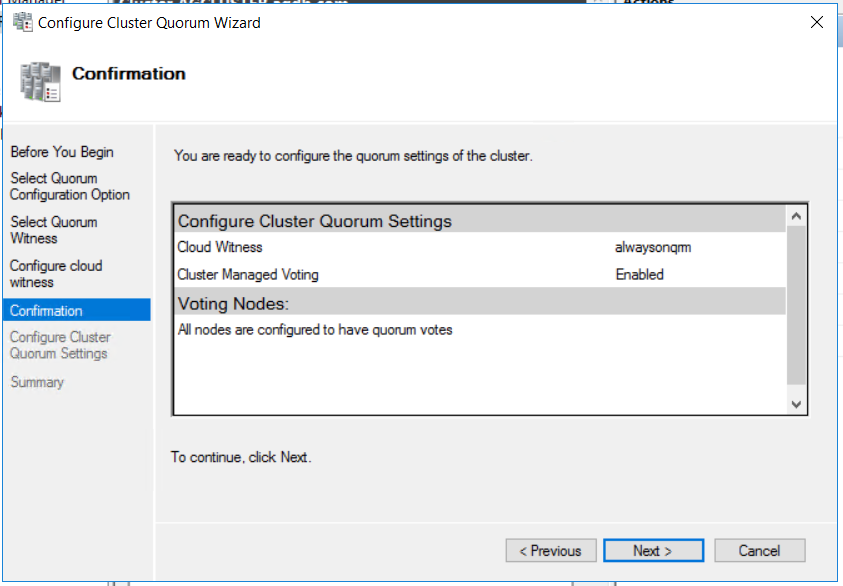 Configure Cluster Quorum Wizard
Confirmation
Before You Begin
Select Quorum
Configuration Option
Select Quorum
Witness
Configure cloud
witness
Confirmation
Configure Cluster
Quorum Settings
Summary
You are ready to configure the quorum settings of the cluster.
Configure Cluster Quorum Settings
Cloud Witness alwaysonqrm
Cluster Managed Voting Enabled
Voting Nodes:
All nodes are configured to have quorum votes
To continue, click Next.
< Previous Next > Cancel